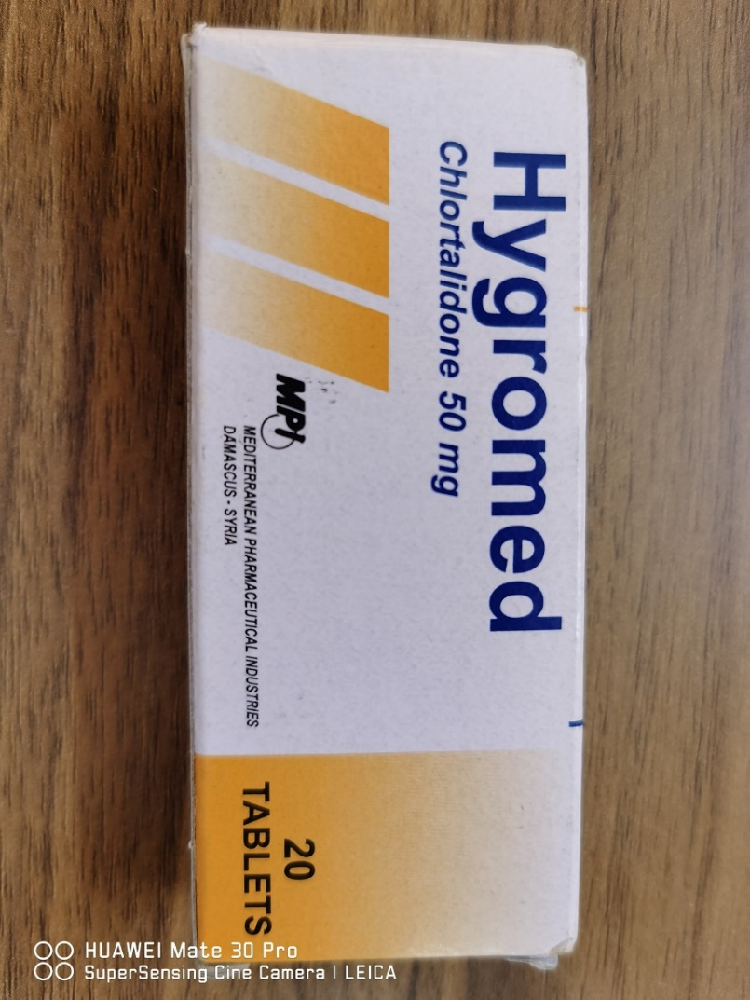 Hygromed
Chlortalidone 50 mg
MPI
MEDITERRANEAN PHARMACEUTICAL INDUSTRIES
DAMASCUS - SYRIA
20
TABLETS
HUAWEI Mate 30 Pro
SuperSensing Cine Camera | LEICA